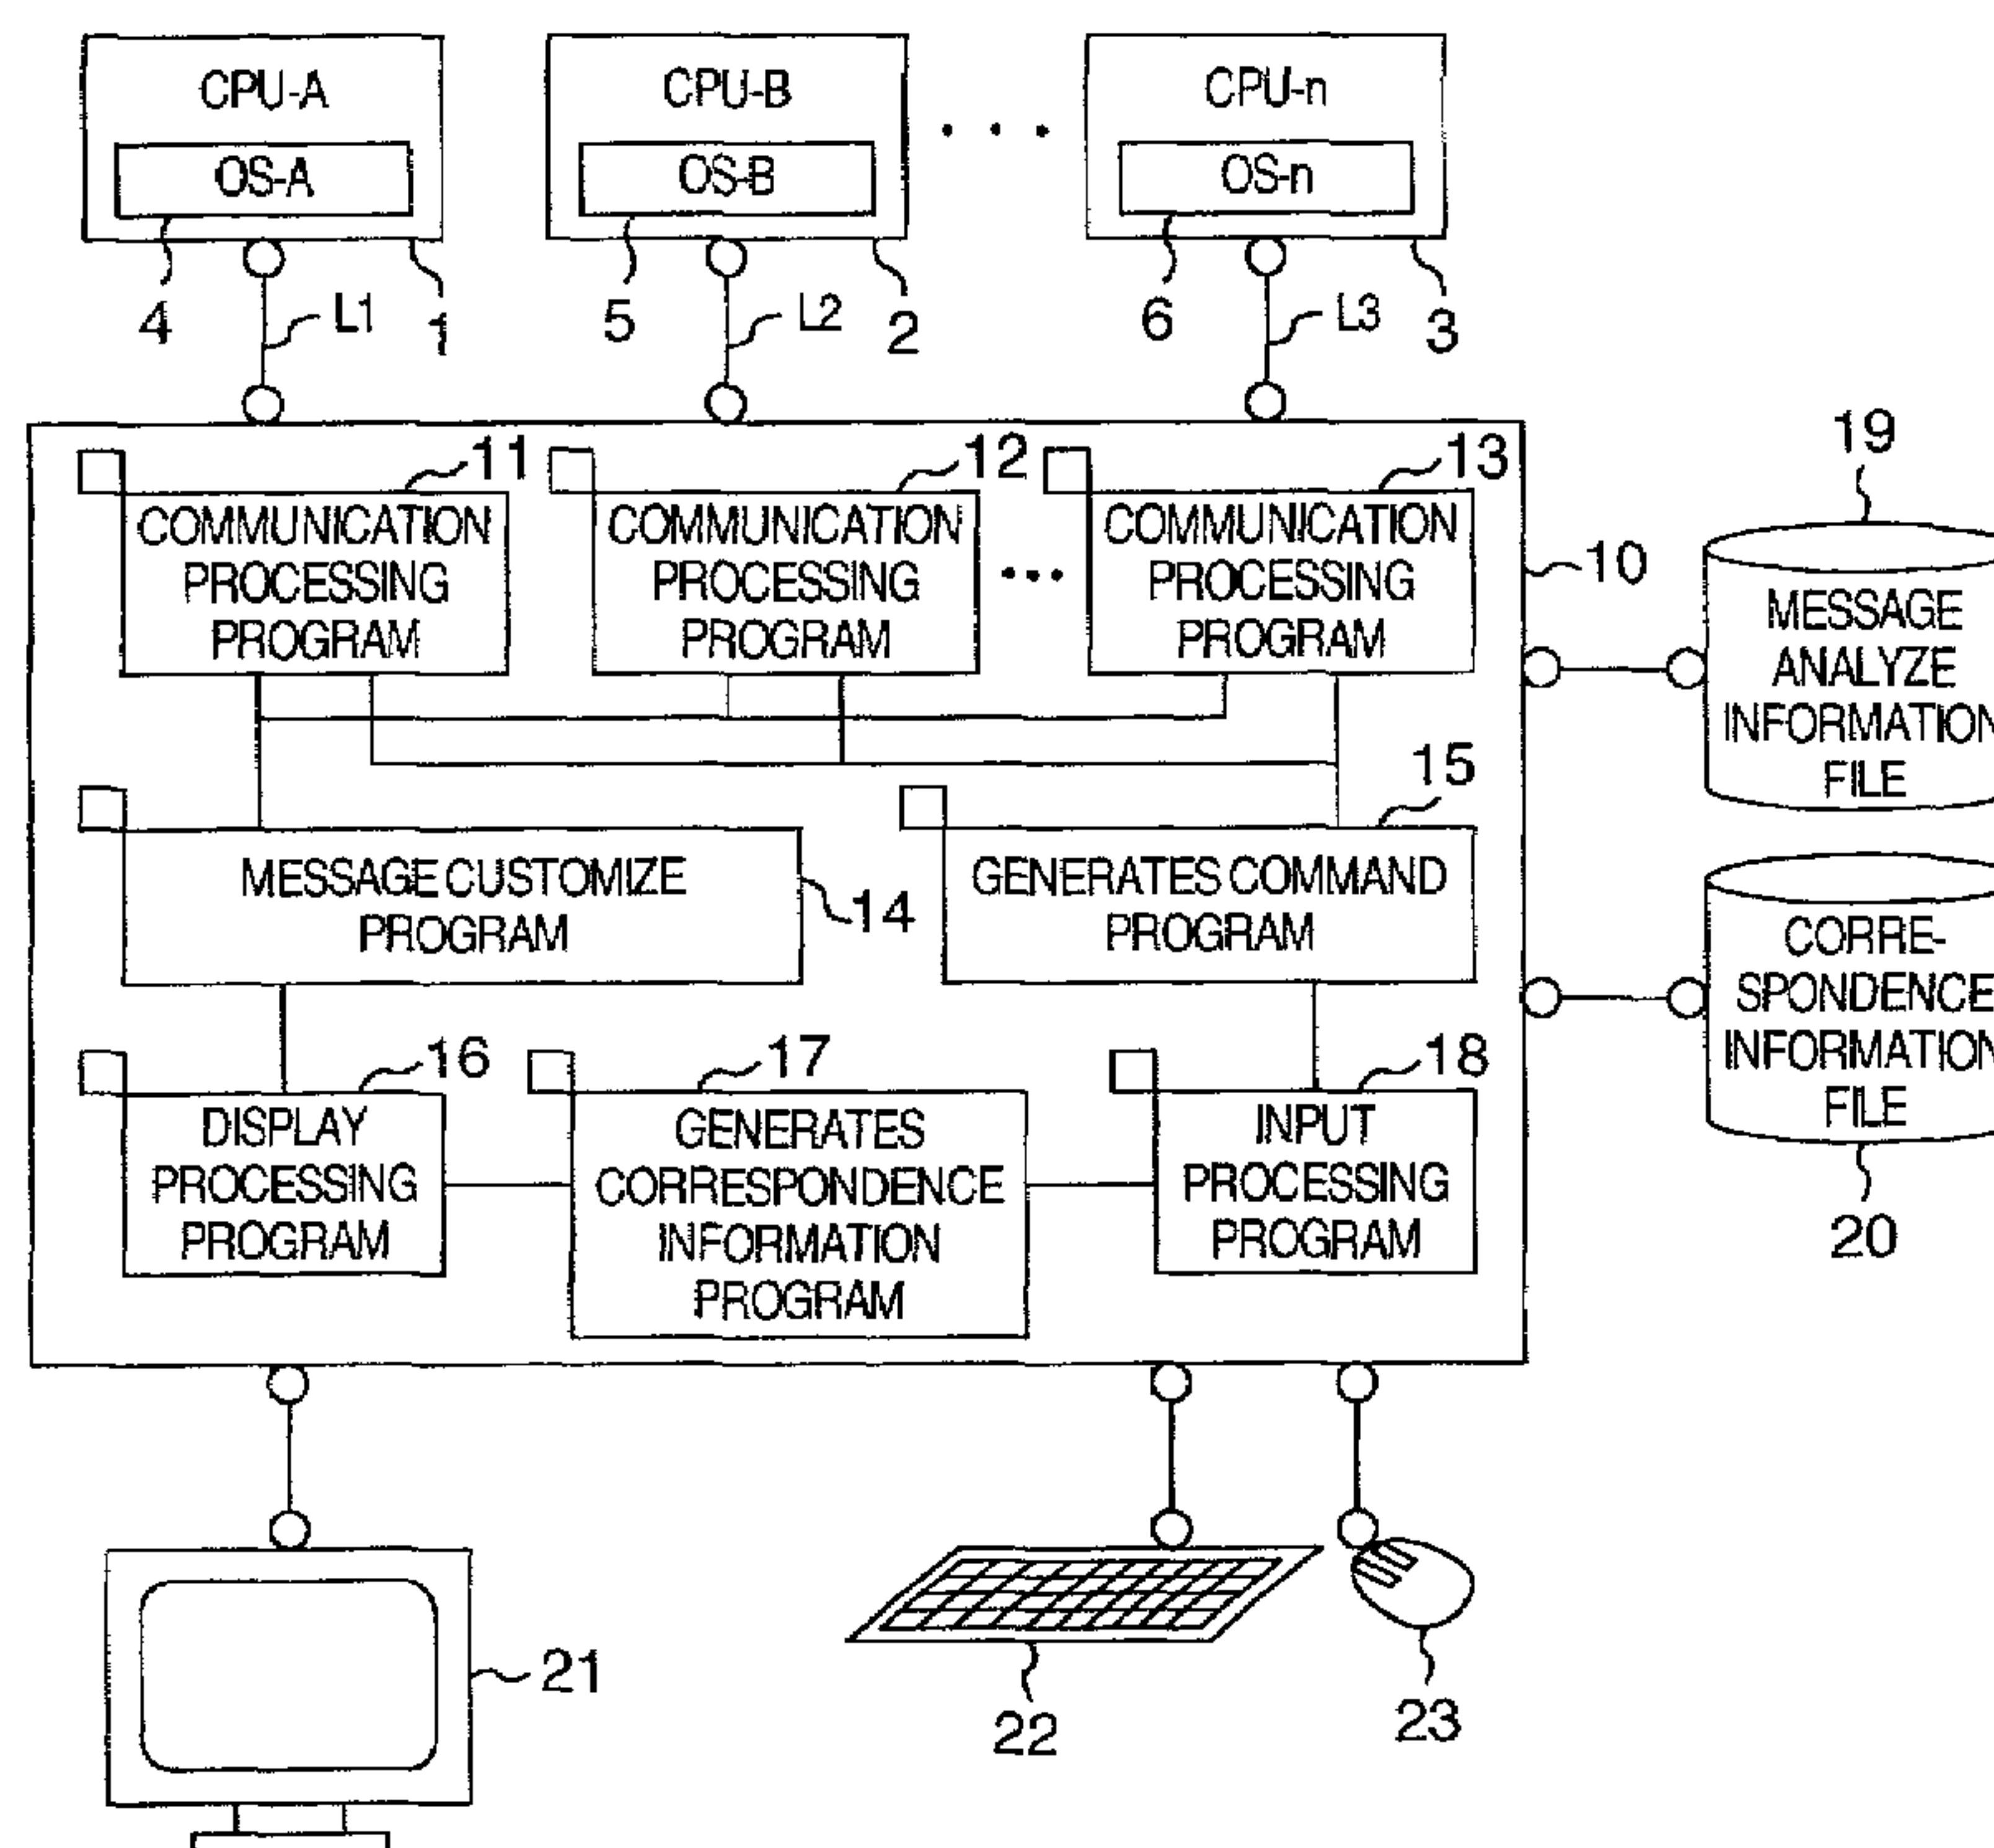 CPU-A
OS-A
CPU-B
OS-B
. . .
CPU-n
OS-n
4
L1
1
5
L2
2
6
L3
3
11
COMMUNICATION
PROCESSING
PROGRAM
12
COMMUNICATION
PROCESSING
PROGRAM
...
13
COMMUNICATION
PROCESSING
PROGRAM
10
19
MESSAGE
ANALYZE
INFORMATION
FILE
MESSAGE CUSTOMIZE
PROGRAM
14
15
GENERATES COMMAND
PROGRAM
CORRE-
SPONDENCE
INFORMATION
FILE
20
16
DISPLAY
PROCESSING
PROGRAM
17
GENERATES
CORRESPONDENCE
INFORMATION
PROGRAM
18
INPUT
PROCESSING
PROGRAM
21
22
23